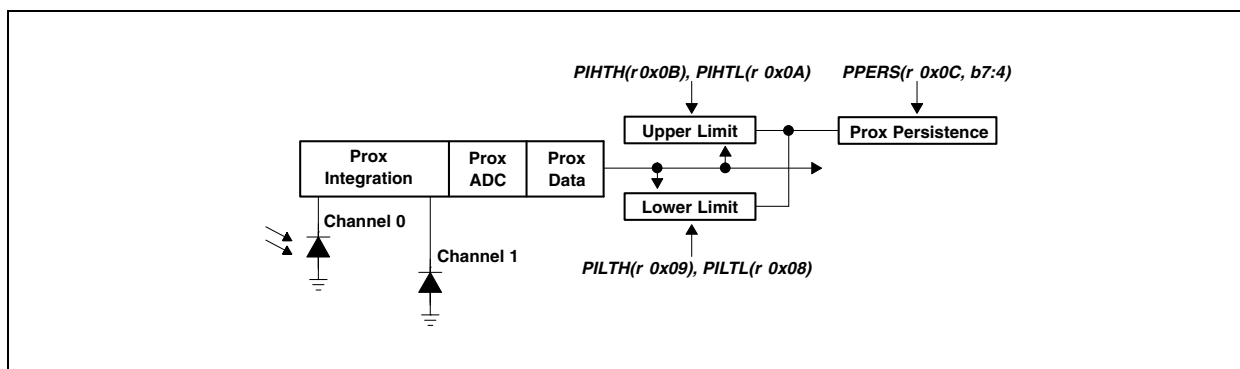 PIHTH(r 0x0B), PIHTL(r 0x0A)
PPERS(r 0x0C, b7:4)
Upper Limit
Prox Persistence
Prox
Integration
Prox
ADC
Prox
Data
Lower Limit
Channel 0
Channel 1
PILTH(r 0x09), PILTL(r 0x08)